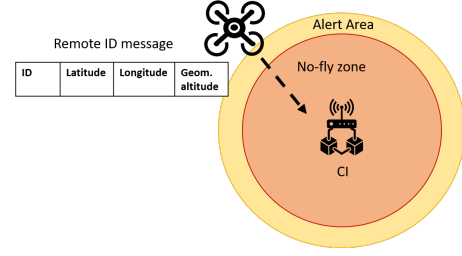 Alert Area
Remote ID message
No-fly zone
ID Latitude Longitude Geom.
altitude
CI